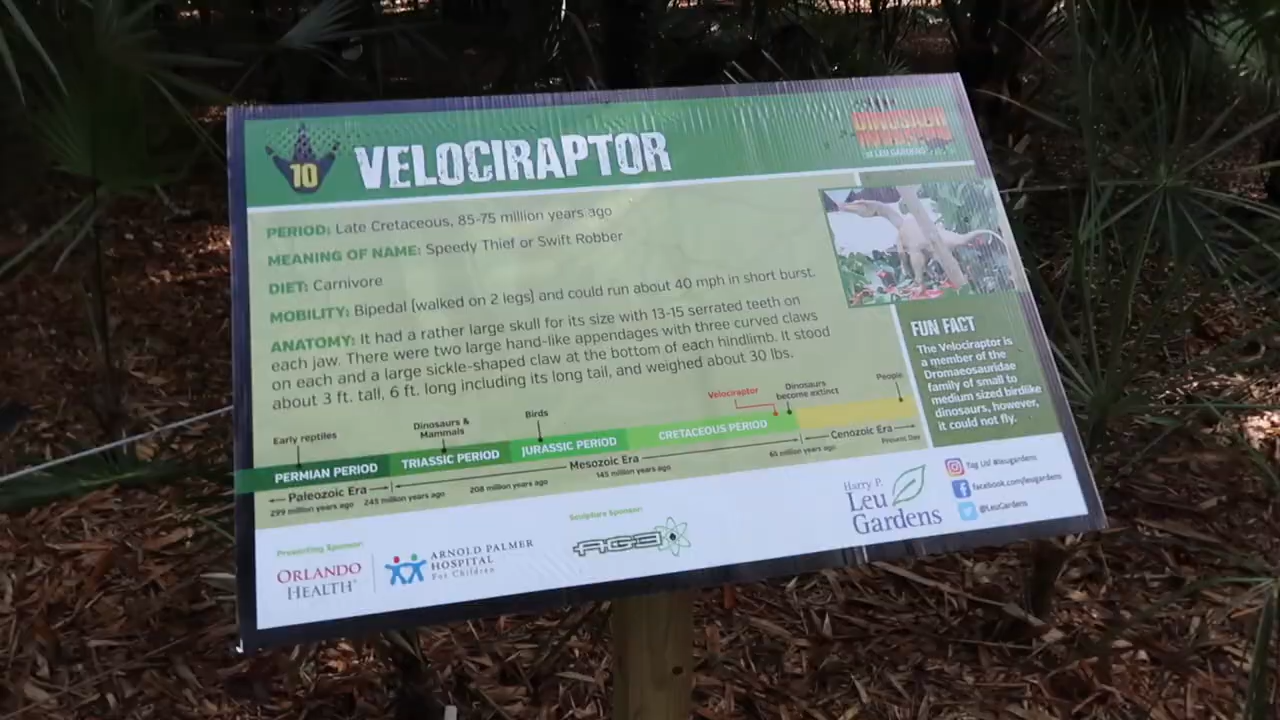 10
VELOCIRAPTOR
DINOSAUR
AT LEU GARDENS
PERIOD: Late Cretaceous, 85-75 million years ago
MEANING OF NAME: Speedy Thief or Swift Robber
DIET: Carnivore
MOBILITY: Bipedal (walked on 2 legs) and could run about 40 mph in short burst.
ANATOMY: It had a rather large skull for its size with 13-15 serrated teeth on
each jaw. There were two large hand-like appendages with three curved claws
on each and a large sickle-shaped claw at the bottom of each hindlimb. It stood
about 3 ft. tall, 6 ft. long including its long tail, and weighed about 30 lbs.
FUN FACT
The Velociraptor is
a member of the
Dromaeosauridae
family of small to
medium sized birdlike
dinosaurs, however,
it could not fly.
Early reptiles
Dinosaurs &
Mammals
Birds
Velociraptor
Dinosaurs
become extinct
People
PERMIAN PERIOD
TRIASSIC PERIOD
JURASSIC PERIOD
CRETACEOUS PERIOD
Paleozoic Era
Mesozoic Era
Cenozoic Era
299 million years ago
245 million years ago
208 million years ago
145 million years ago
65 million years ago
Present Day
Presenting Sponsor:
ORLANDO
HEALTH
ARNOLD PALMER
HOSPITAL
For Children
Sculpture Sponsor:
AG3
Harry P.
Leu
Gardens
Tag Us! #leugardens
facebook.com/leugardens
@LeuGardens